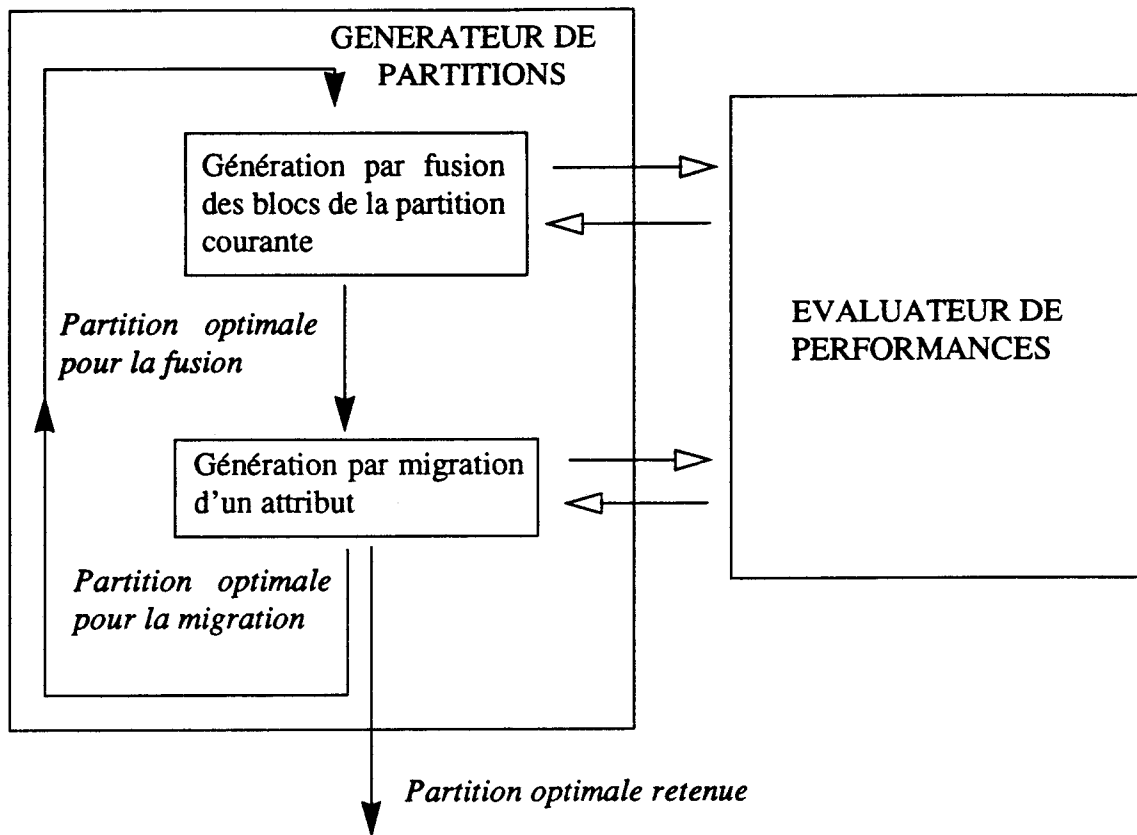 GENERATEUR DE
PARTITIONS
Génération par fusion
des blocs de la partition
courante
Partition optimale
pour la fusion
EVALUATEUR DE
PERFORMANCES
Génération par migration
d'un attribut
Partition optimale
pour la migration
Partition optimale retenue